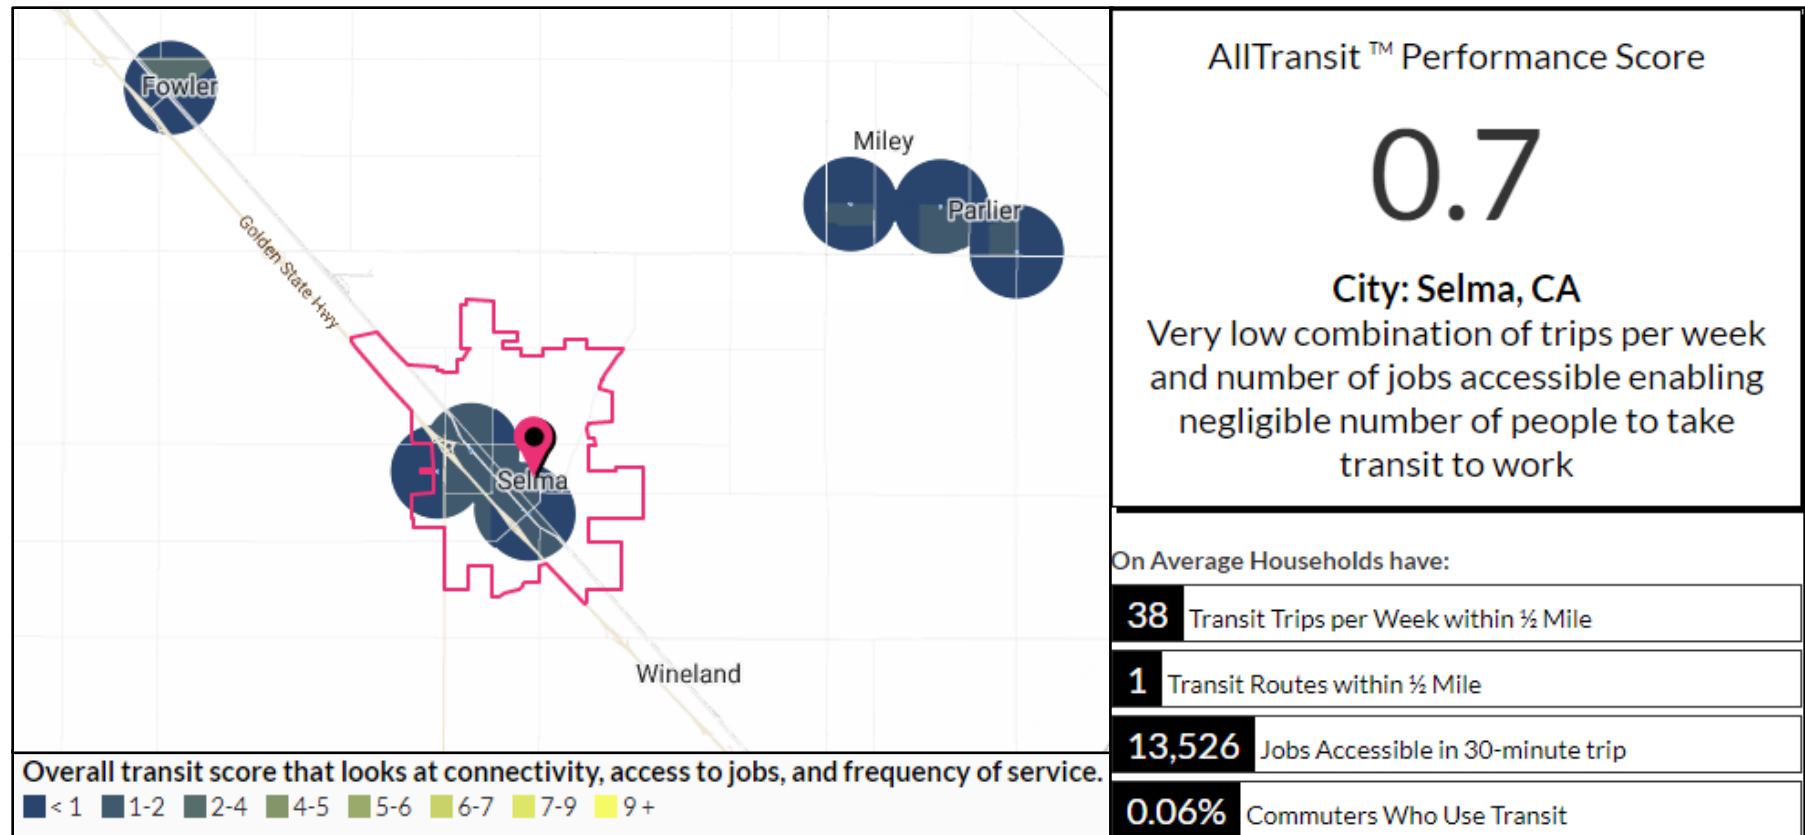 Fowler
Miley
Parlier
Golden State Hwy
Selma
Wineland
Overall transit score that looks at connectivity, access to jobs, and frequency of service.
< 1 1-2 2-4 4-5 5-6 6-7 7-9 9 +
AllTransit ™ Performance Score
0.7
City: Selma, CA
Very low combination of trips per week
and number of jobs accessible enabling
negligible number of people to take
transit to work
On Average Households have:
38 Transit Trips per Week within ½ Mile
1 Transit Routes within ½ Mile
13,526 Jobs Accessible in 30-minute trip
0.06% Commuters Who Use Transit